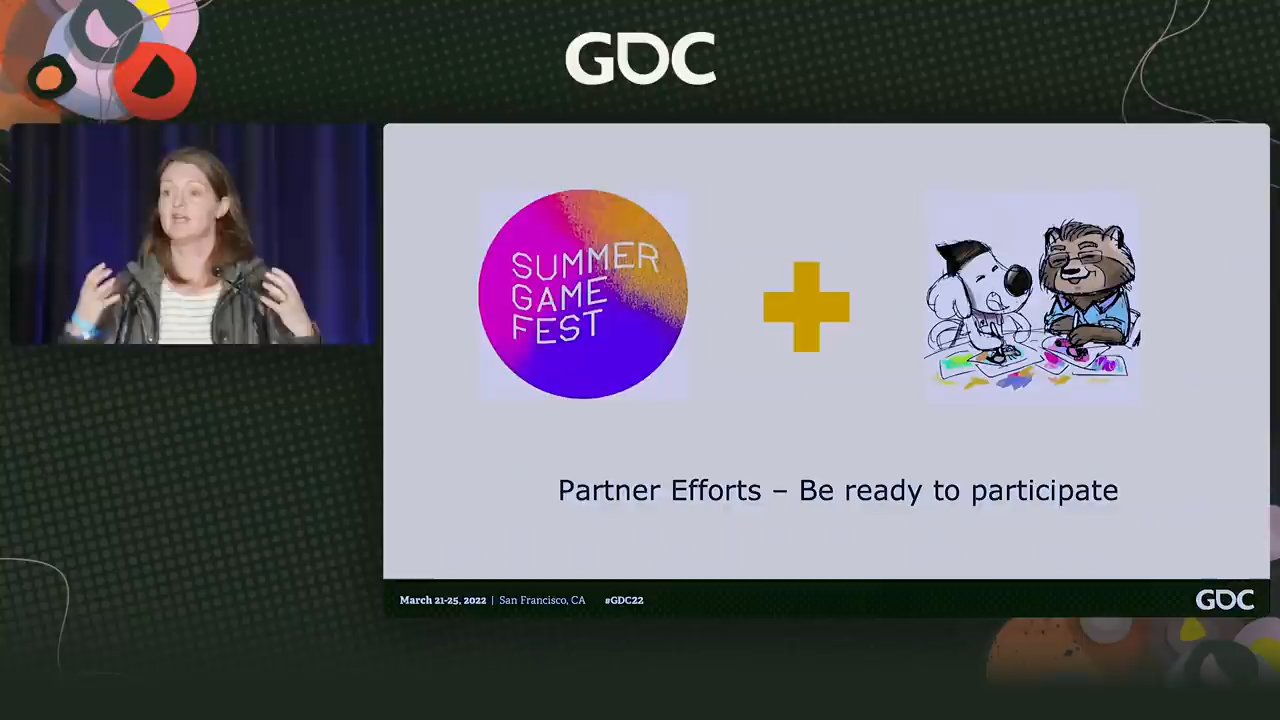 GDC
SUMMER
GAME
FEST
Partner Efforts – Be ready to participate
March 21-25, 2022 | San Francisco, CA #GDC22
GDC